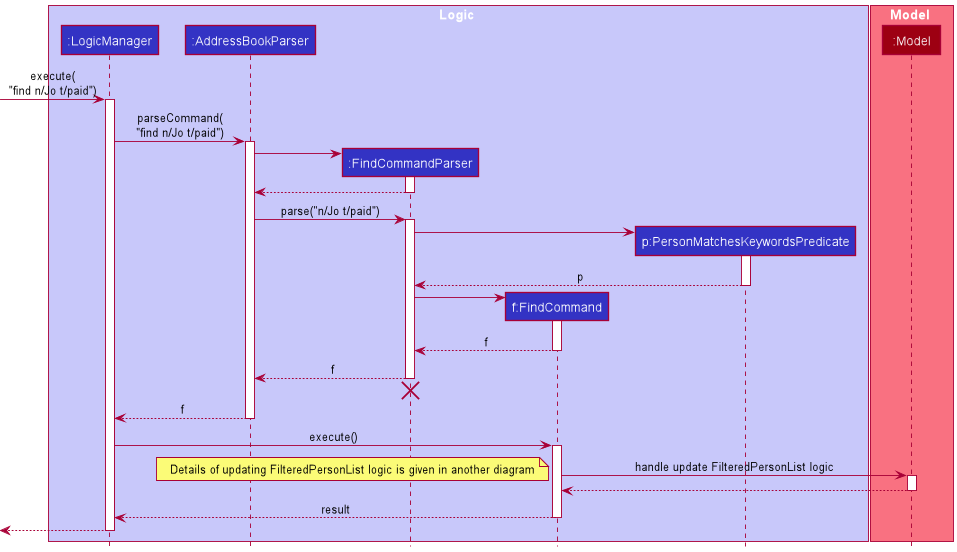 Logic
Model
:LogicManager
:AddressBookParser
:Model
execute(
"find n/Jo t/paid")
parseCommand(
"find n/Jo t/paid")
:FindCommandParser
parse("n/Jo t/paid")
p:PersonMatchesKeywordsPredicate
p
f:FindCommand
f
f
f
execute()
Details of updating FilteredPersonList logic is given in another diagram
handle update FilteredPersonList logic
result